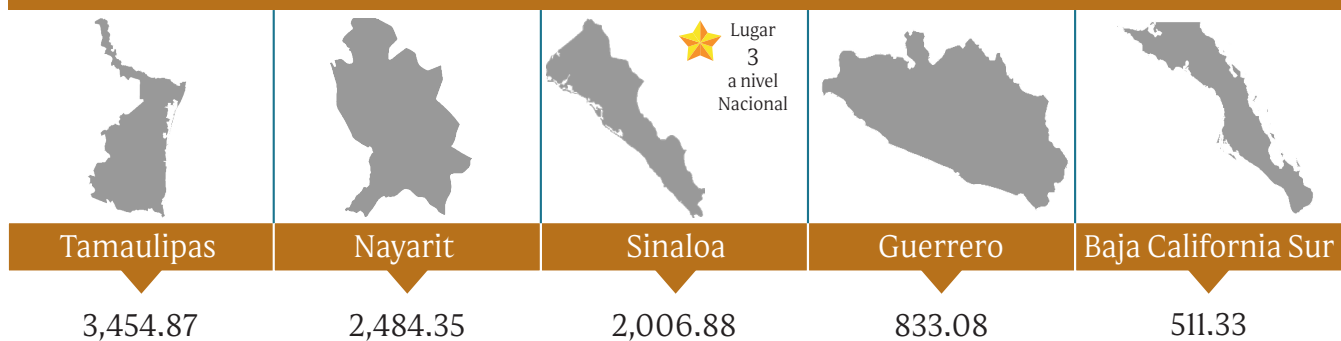 Lugar
3
a nivel
Nacional
Tamaulipas
Nayarit
Sinaloa
Guerrero
Baja California Sur
3,454.87
2,484.35
2,006.88
833.08
511.33